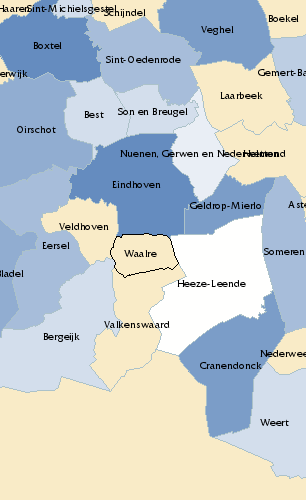 Haaren
Sint-Michielsgestel
Schijndel
Boekel
Veghel
Boxtel
Sint-Oedenrode
erwijk
Gemert-Ba
Laarbeek
Best
Son en Breugel
Oirschot
Nuenen, Gerwen en Nederwetten
Helmond
Eindhoven
Geldrop-Mierlo
Aste
Veldhoven
Eersel
Waalre
Someren
Bladel
Heeze-Leende
Valkenswaard
Bergeijk
Nederwee
Cranendonck
Weert